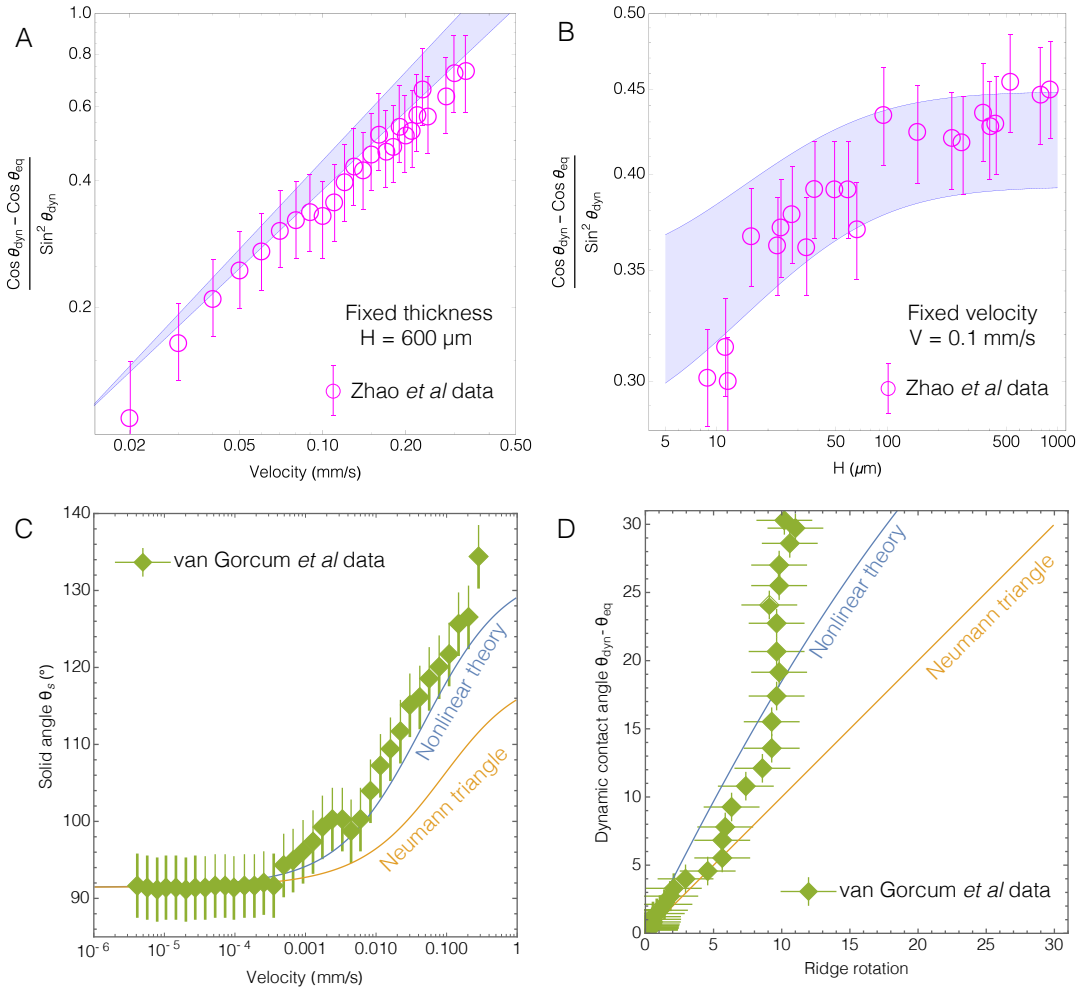 A
1.0
0.8
0.6
0.4
0.2
Cos θdyn - Cos θeq
Sin² θdyn
Fixed thickness
H = 600 µm
Zhao et al data
0.02
0.05
0.10
0.20
0.50
Velocity (mm/s)
B
0.50
0.45
0.40
0.35
0.30
Cos θdyn - Cos θeq
Sin² θdyn
Fixed velocity
V = 0.1 mm/s
Zhao et al data
5
10
50
100
500
1000
H (µm)
C
140
130
120
110
100
90
Solid angle θs (°)
van Gorcum et al data
Nonlinear theory
Neumann triangle
10⁻⁶
10⁻⁵
10⁻⁴
0.001
0.010
0.100
1
Velocity (mm/s)
D
30
25
20
15
10
5
0
Dynamic contact angle θdyn- θeq
Nonlinear theory
Neumann triangle
van Gorcum et al data
0
5
10
15
20
25
30
Ridge rotation